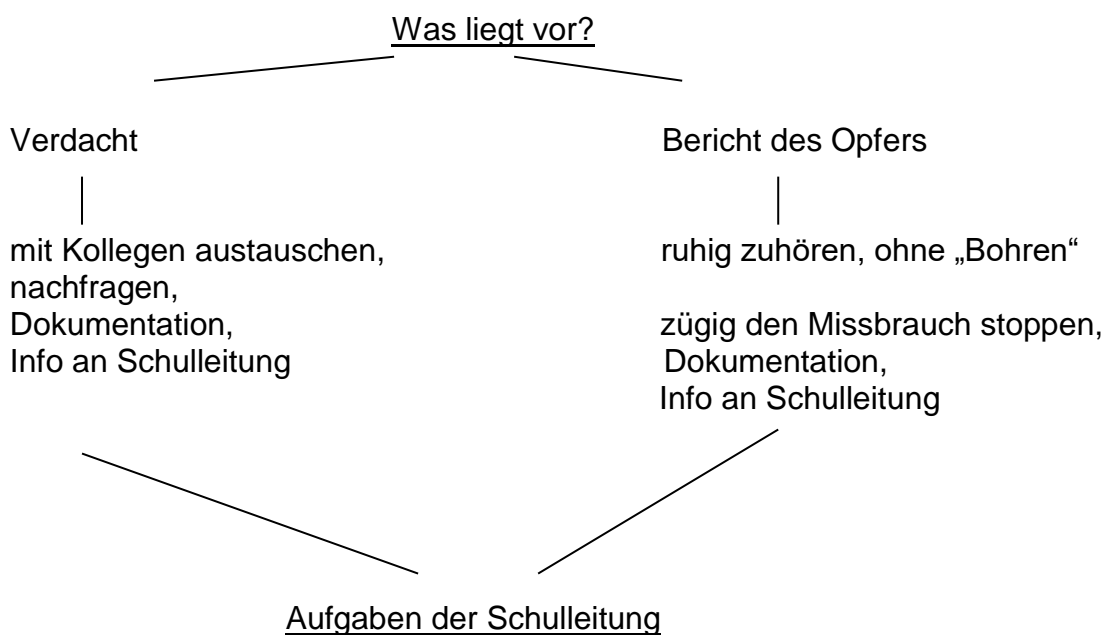 Was liegt vor?
Verdacht
mit Kollegen austauschen,
nachfragen,
Dokumentation,
Info an Schulleitung
Bericht des Opfers
ruhig zuhören, ohne „Bohren“
zügig den Missbrauch stoppen,
Dokumentation,
Info an Schulleitung
Aufgaben der Schulleitung